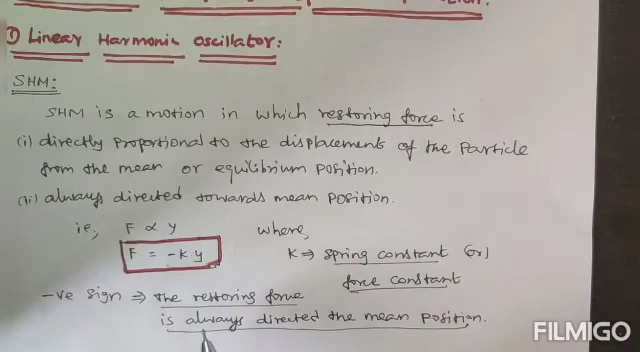 ① Linear Harmonic Oscillator:
SHM:
SHM is a motion in which restoring force is
(i) directly proportional to the displacements of the particle
from the mean or equilibrium position.
(ii) always directed towards mean position.
ie, F ∝ y where,
F = -K y K ⇒ spring constant (or)
force constant
-ve sign ⇒ the restoring force
is always directed the mean position.
FILMIGO